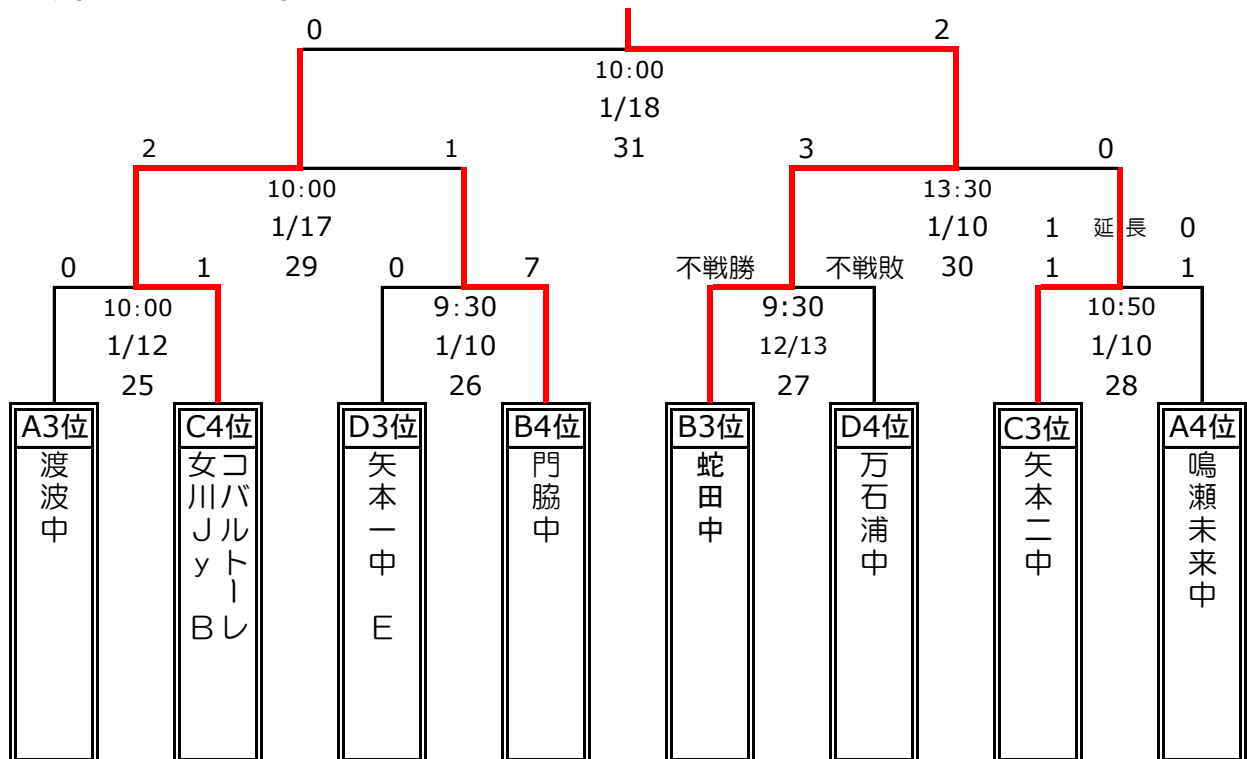 0
2
10:00
1/18
31
2
1
3
0
10:00
1/17
29
13:30
1/10
30
1 延長 0
0
1
0
7
不戦勝
不戦敗
1
1
10:00
1/12
25
9:30
1/10
26
9:30
12/13
27
10:50
1/10
28
A3位
渡波中
C4位
コバルトーレ
女川Jy B
D3位
矢本一中 E
B4位
門脇中
B3位
蛇田中
D4位
万石浦中
C3位
矢本二中
A4位
鳴瀬未来中